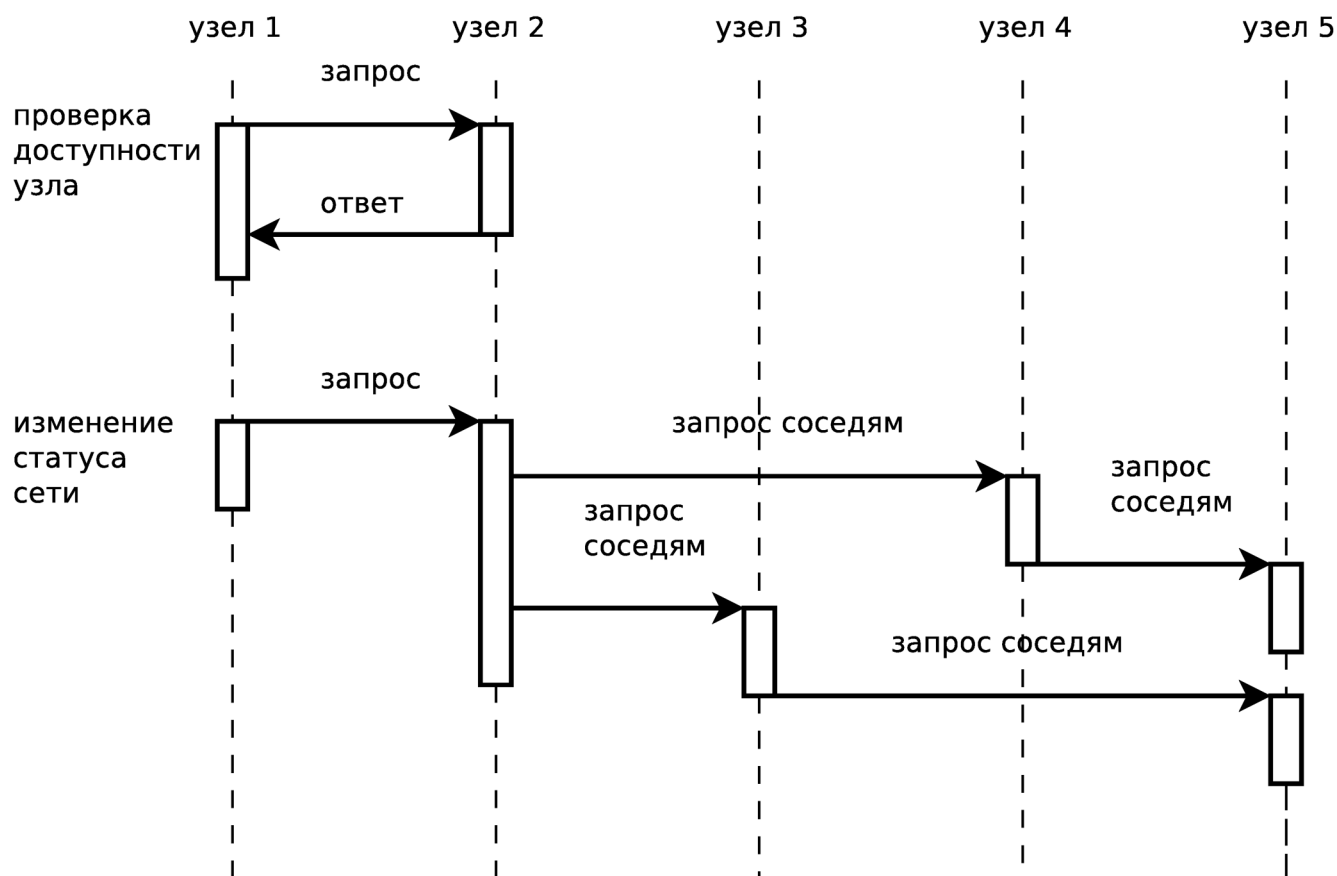 узел 1
узел 2
узел 3
узел 4
узел 5
запрос
проверка
доступности
узла
ответ
запрос
изменение
статуса
сети
запрос соседям
запрос
соседям
запрос
соседям
запрос соседям